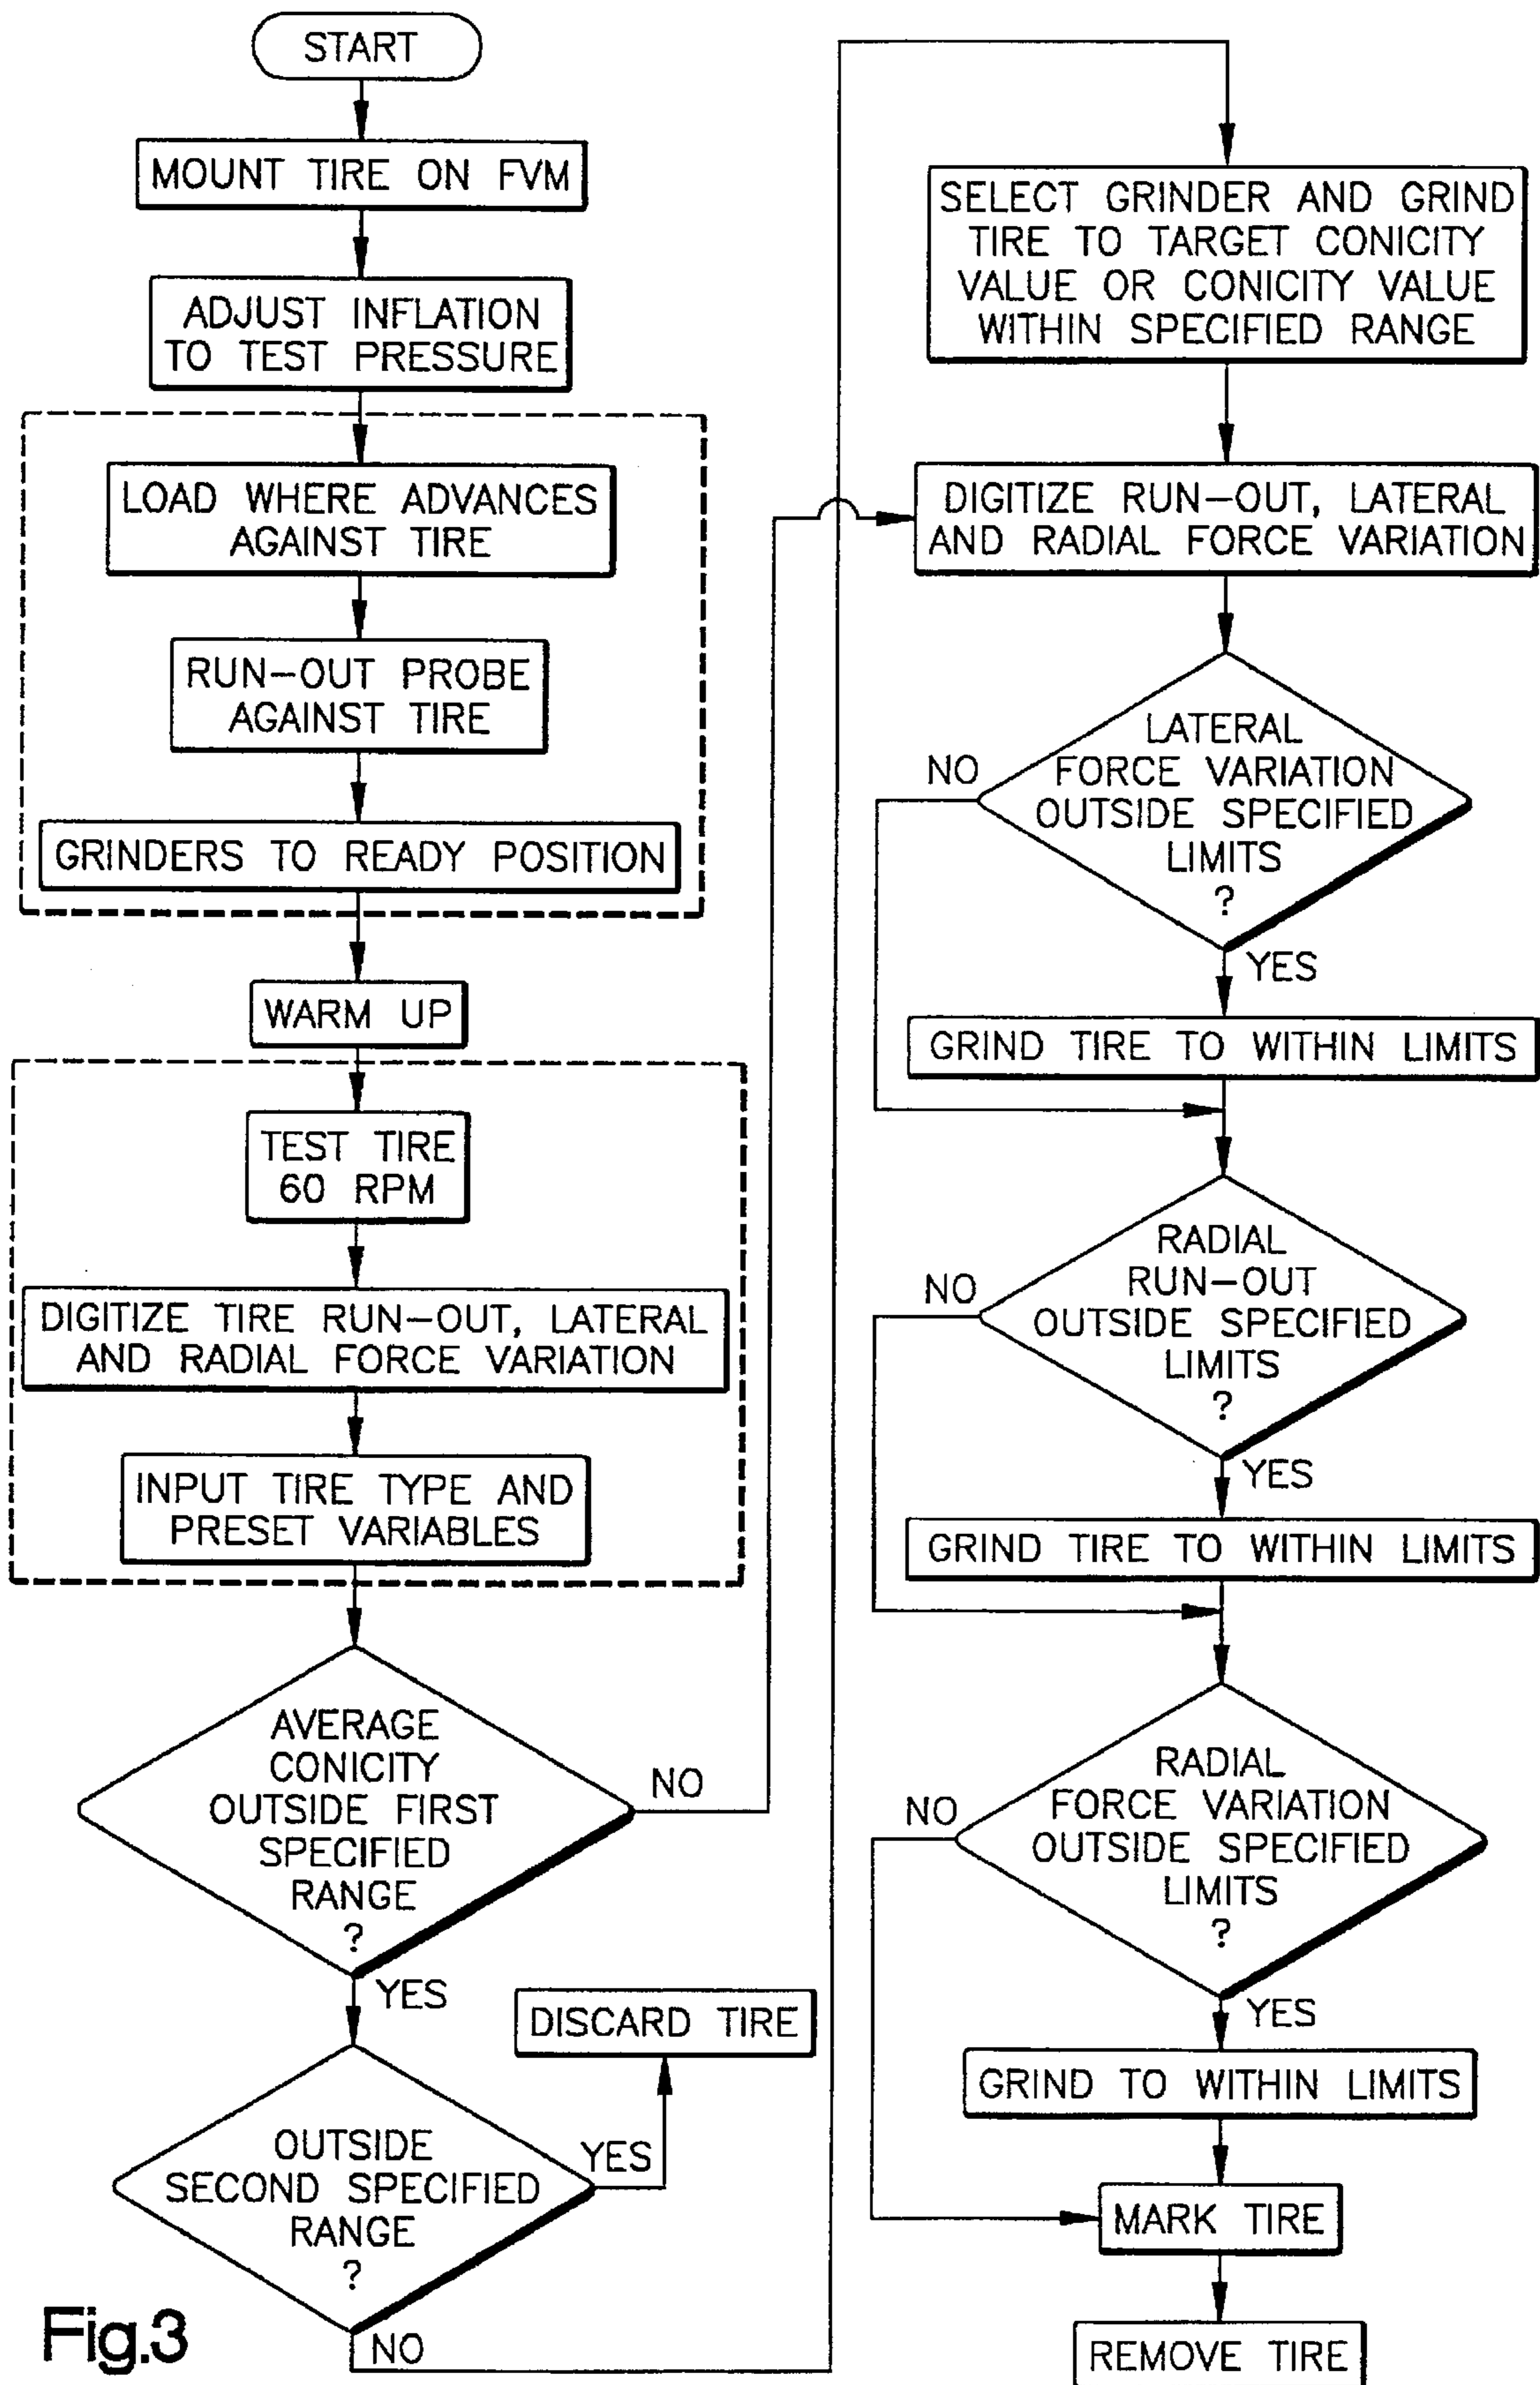 START
MOUNT TIRE ON FVM
ADJUST INFLATION
TO TEST PRESSURE
LOAD WHERE ADVANCES
AGAINST TIRE
RUN-OUT PROBE
AGAINST TIRE
GRINDERS TO READY POSITION
WARM UP
TEST TIRE
60 RPM
DIGITIZE TIRE RUN-OUT, LATERAL
AND RADIAL FORCE VARIATION
INPUT TIRE TYPE AND
PRESET VARIABLES
AVERAGE
CONICITY
OUTSIDE FIRST
SPECIFIED
RANGE
?
NO
YES
DISCARD TIRE
OUTSIDE
SECOND SPECIFIED
RANGE
?
YES
NO
SELECT GRINDER AND GRIND
TIRE TO TARGET CONICITY
VALUE OR CONICITY VALUE
WITHIN SPECIFIED RANGE
DIGITIZE RUN-OUT, LATERAL
AND RADIAL FORCE VARIATION
LATERAL
FORCE VARIATION
OUTSIDE SPECIFIED
LIMITS
?
NO
YES
GRIND TIRE TO WITHIN LIMITS
RADIAL
RUN-OUT
OUTSIDE SPECIFIED
LIMITS
?
NO
YES
GRIND TIRE TO WITHIN LIMITS
RADIAL
FORCE VARIATION
OUTSIDE SPECIFIED
LIMITS
?
NO
YES
GRIND TO WITHIN LIMITS
MARK TIRE
REMOVE TIRE
Fig.3